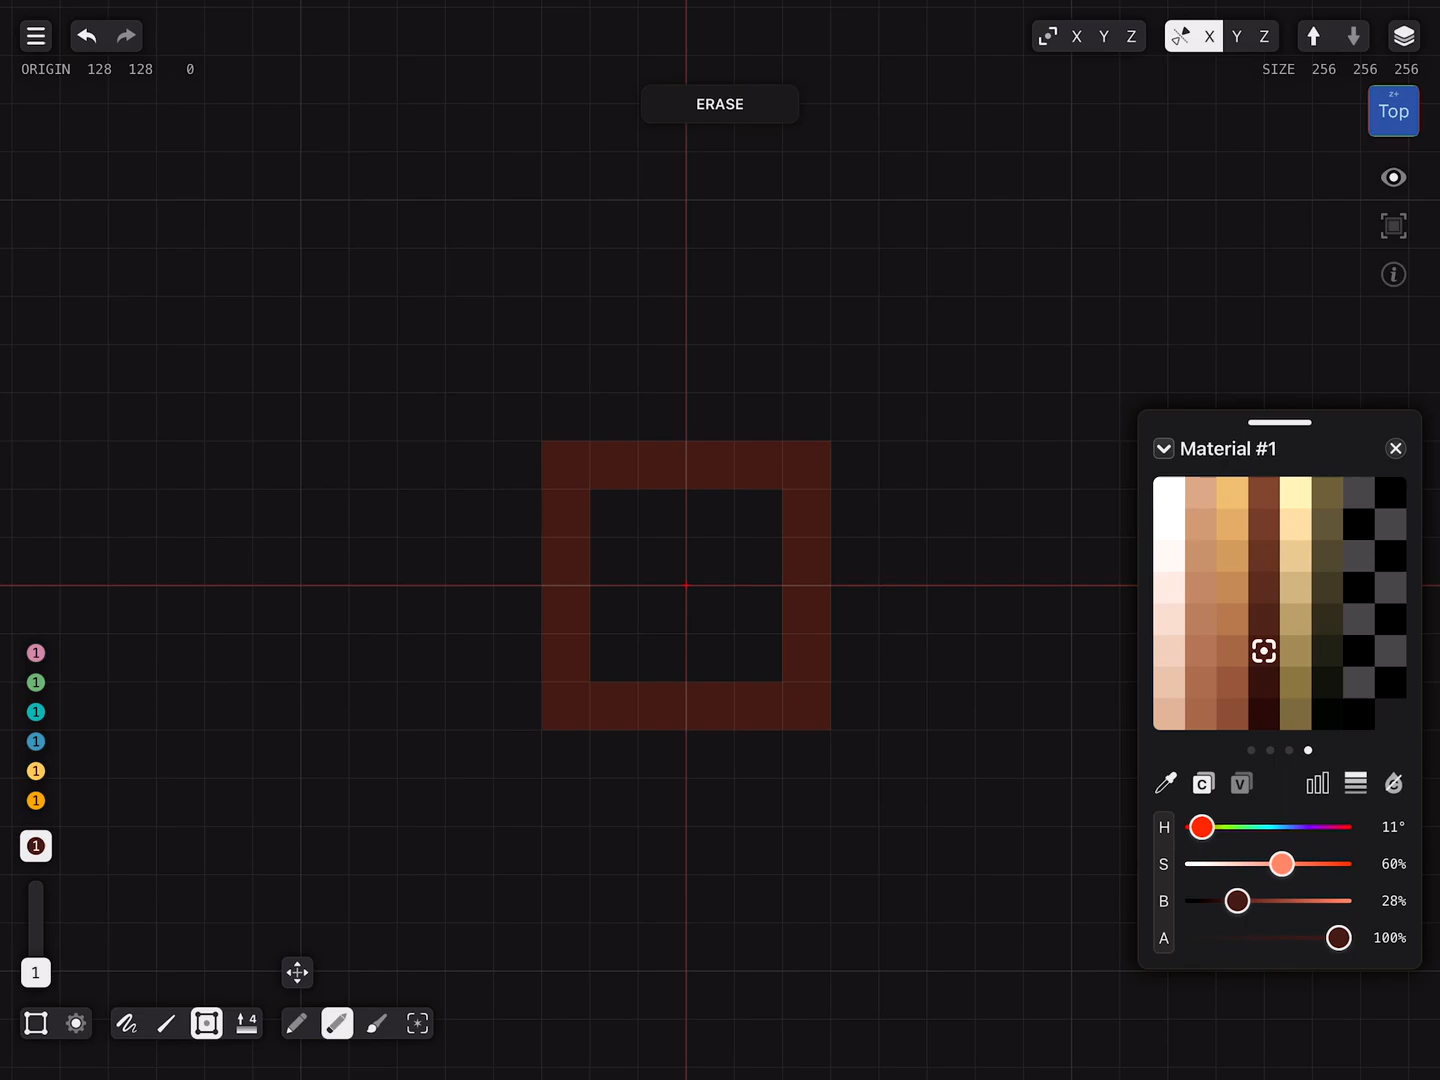 X Y Z X Y Z
ORIGIN 128 128 0 SIZE 256 256 256
ERASE
z+
Top
Material #1
1
1
1
1
1
1
1
C V
H 11°
S 60%
B 28%
A 100%
1
4